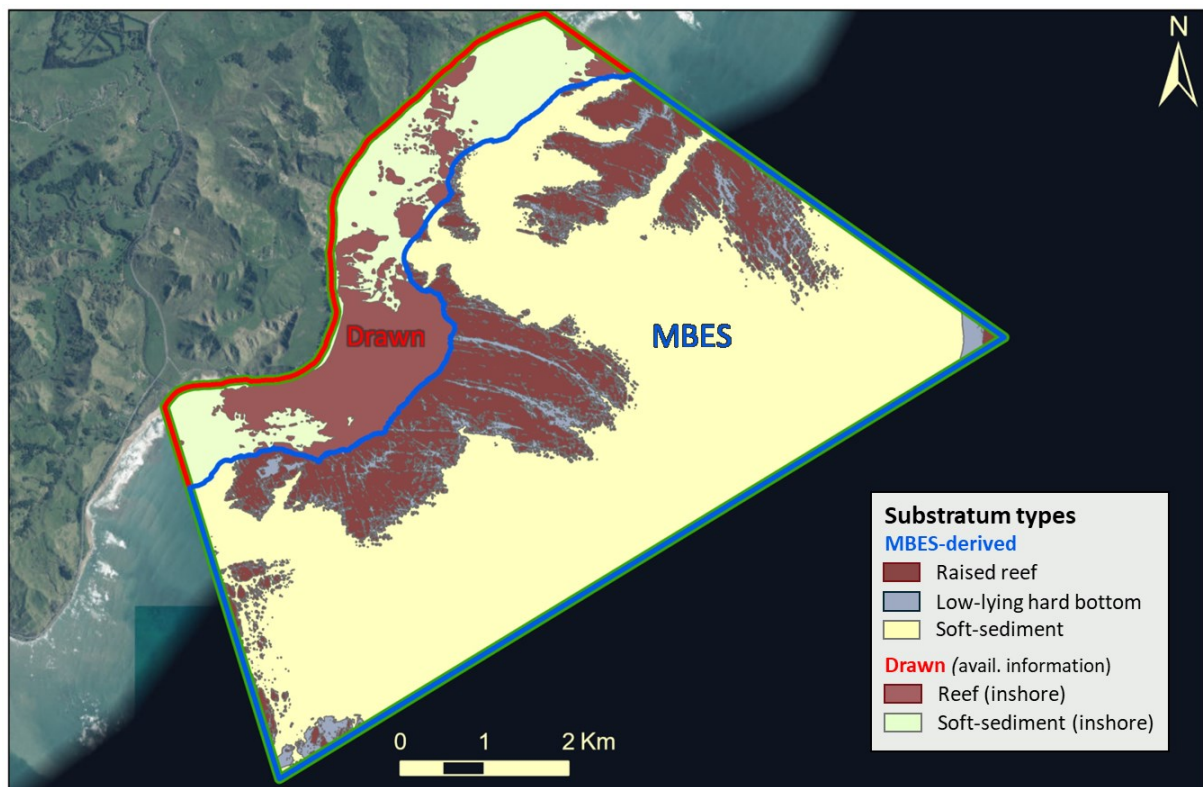 N
Drawn
MBES
Substratum types
MBES-derived
Raised reef
Low-lying hard bottom
Soft-sediment
Drawn (avail. information)
Reef (inshore)
Soft-sediment (inshore)
0 1 2 Km